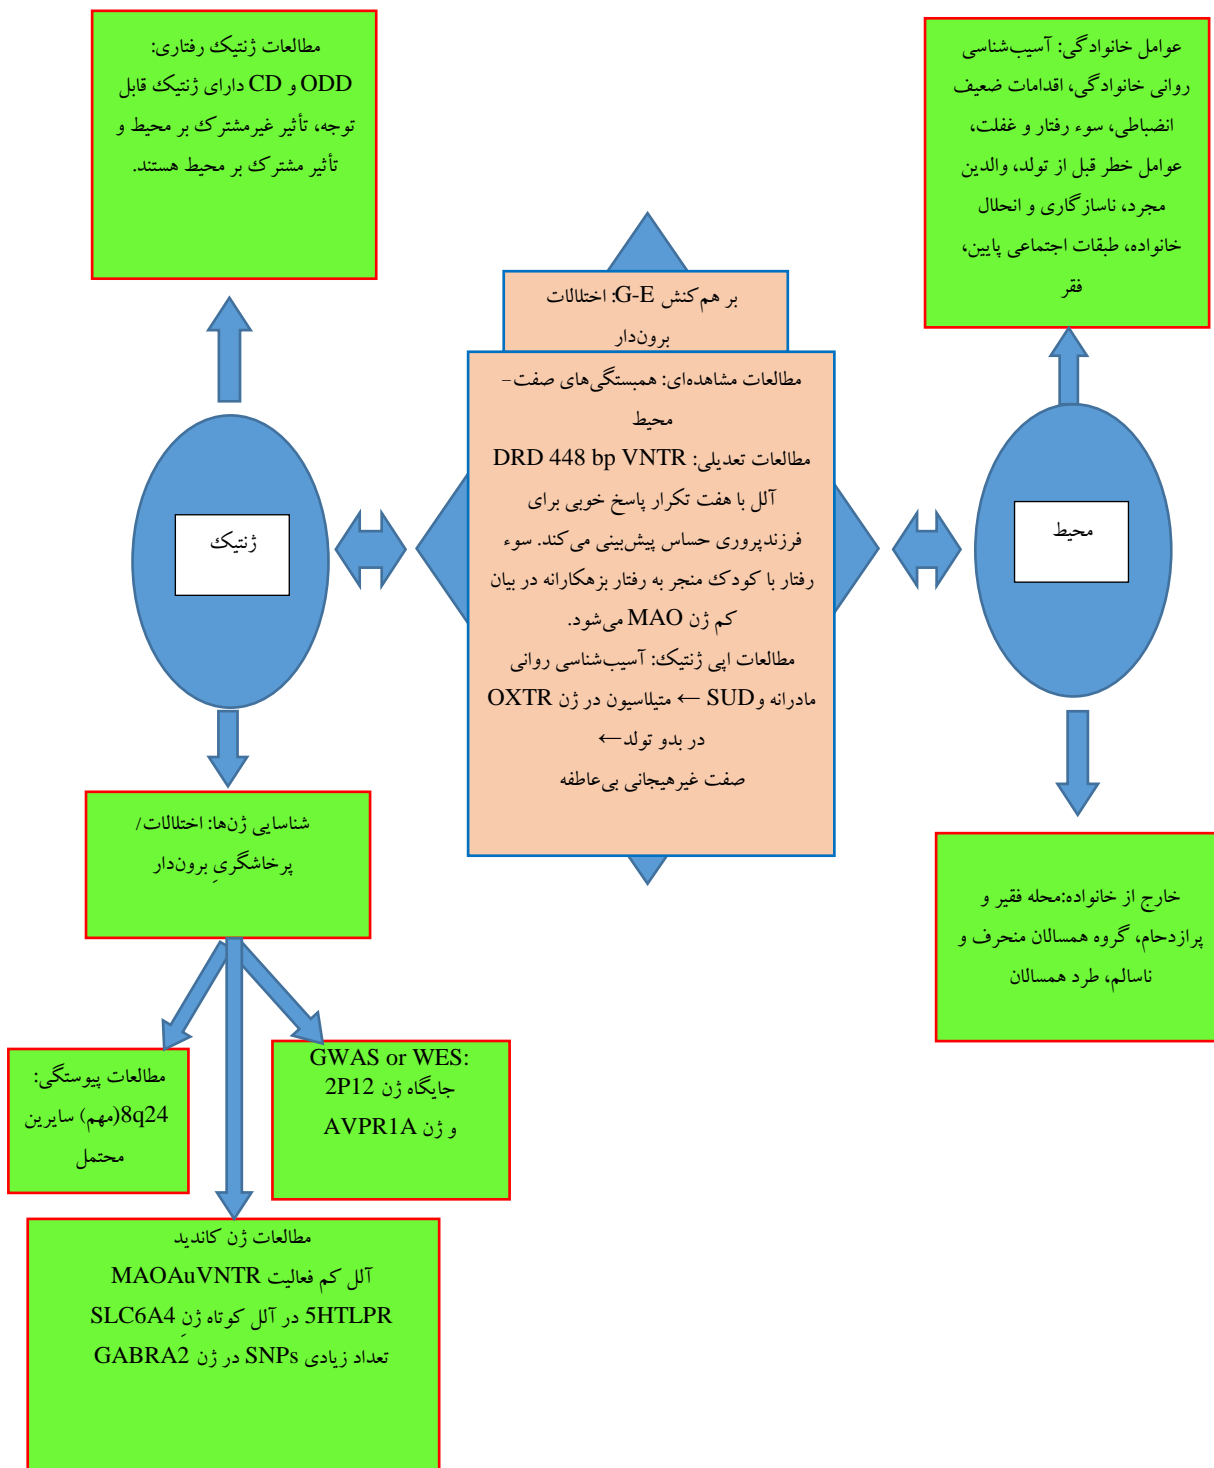 مطالعات ژنتیک رفتاری:
ODD و CD دارای ژنتیک قابل
توجه، تأثیر غیرمشترک بر محیط و
تأثیر مشترک بر محیط هستند.
عوامل خانوادگی: آسیب‌شناسی
روانی خانوادگی، اقدامات ضعیف
انضباطی، سوء رفتار و غفلت،
عوامل خطر قبل از تولد، والدین
مجرد، ناسازگاری و انحلال
خانواده، طبقات اجتماعی پایین،
فقر
بر هم‌کنش G-E: اختلالات
برون‌دار
مطالعات مشاهده‌ای: همبستگی‌های صفت–
محیط
مطالعات تعدیلی: DRD 448 bp VNTR
آلل با هفت تکرار پاسخ خوبی برای
فرزندپروری حساس پیش‌بینی می‌کند. سوء
رفتار با کودک منجر به رفتار بزهکارانه در بیان
کم ژن MAO می‌شود.
مطالعات اپی ژنتیک: آسیب‌شناسی روانی
مادرانه و SUD ← متیلاسیون در ژن OXTR
در بدو تولد←
صفت غیرهیجانی بی‌عاطفه
ژنتیک
محیط
شناسایی ژن‌ها: اختلالات/
پرخاشگریِ برون‌دار
خارج از خانواده:محله فقیر و
پرازدحام، گروه همسالان منحرف و
ناسالم، طرد همسالان
مطالعات پیوستگی:
8q24(مهم) سایرین
محتمل
GWAS or WES:
جایگاه ژن 2P12
و ژن AVPR1A
مطالعات ژن کاندید
آلل کم فعالیت MAOAuVNTR
5HTLPR در آلل کوتاه ژنِ SLC6A4
تعداد زیادی SNPs در ژن GABRA2